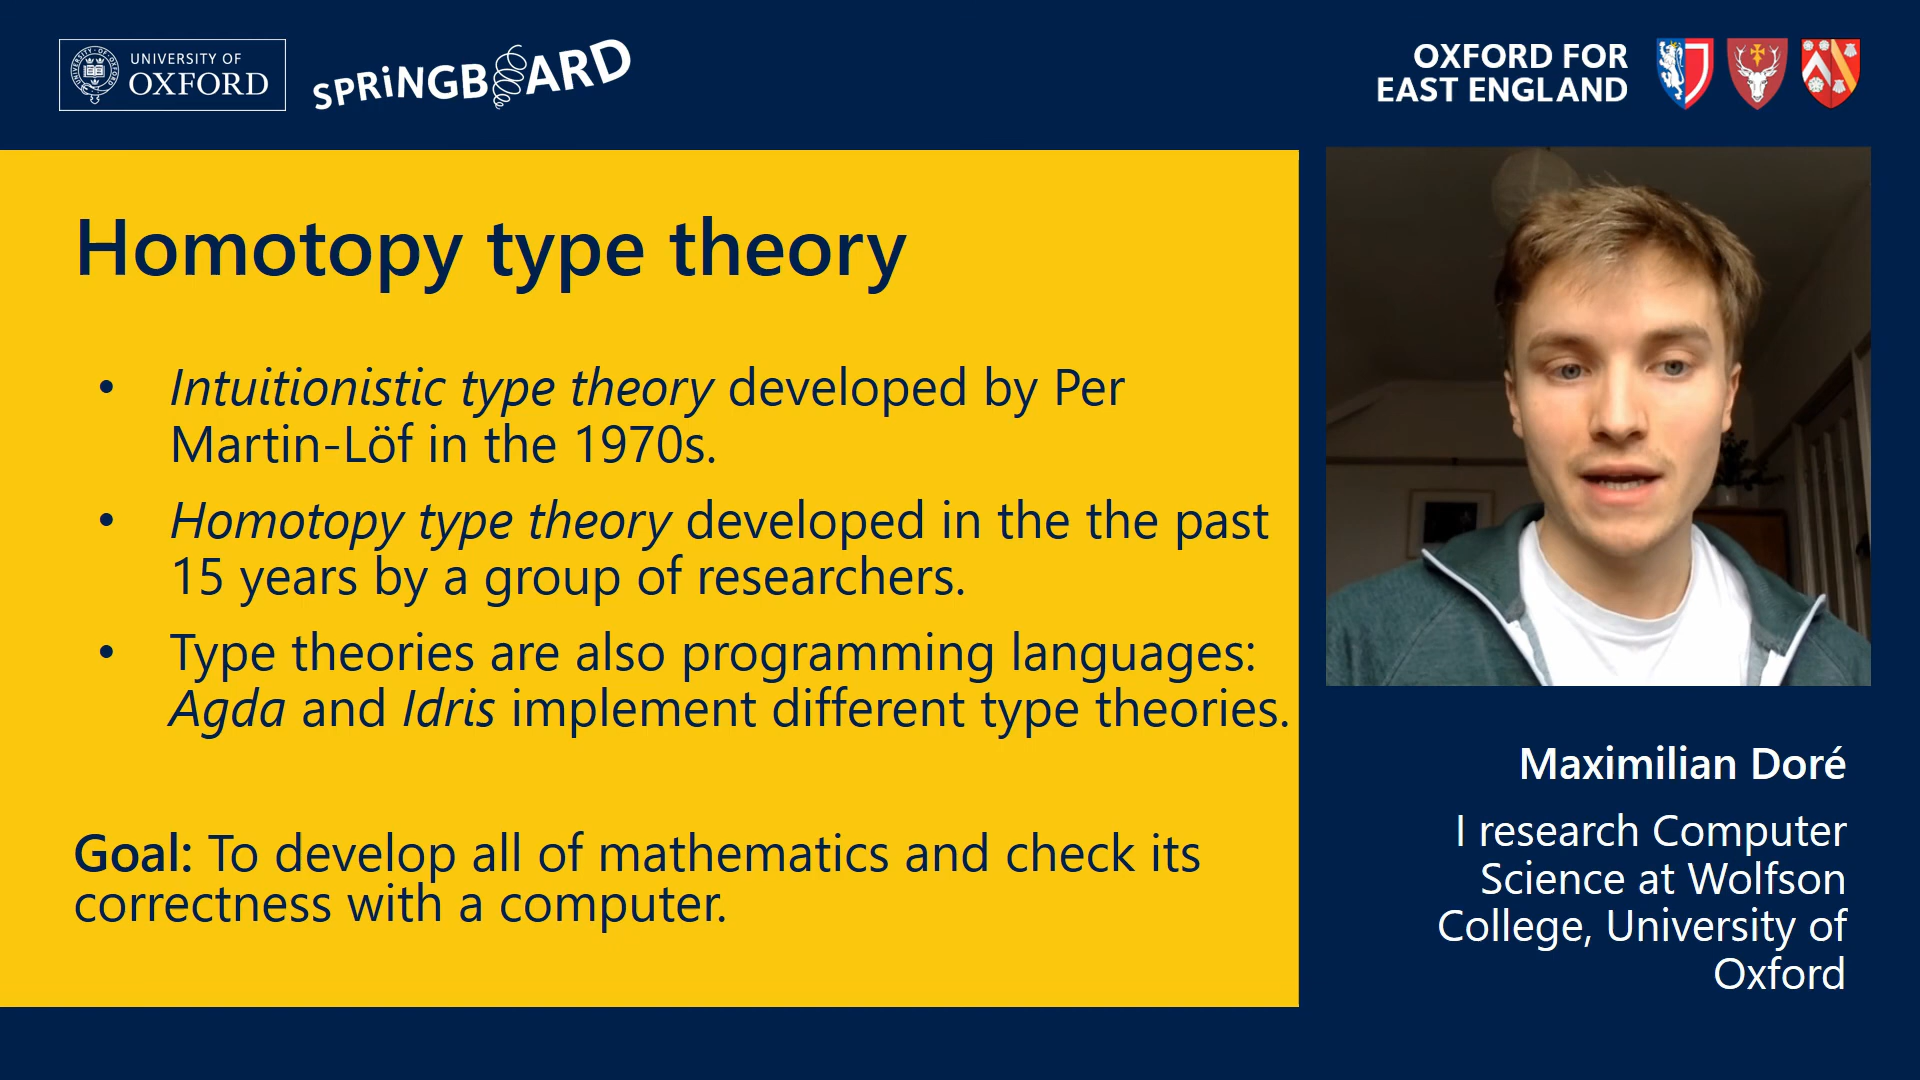 UNIVERSITY OF
OXFORD
SPRiNGBOARD
OXFORD FOR
EAST ENGLAND
Homotopy type theory
• Intuitionistic type theory developed by Per
Martin-Löf in the 1970s.
• Homotopy type theory developed in the the past
15 years by a group of researchers.
• Type theories are also programming languages:
Agda and Idris implement different type theories.
Goal: To develop all of mathematics and check its
correctness with a computer.
Maximilian Doré
I research Computer
Science at Wolfson
College, University of
Oxford